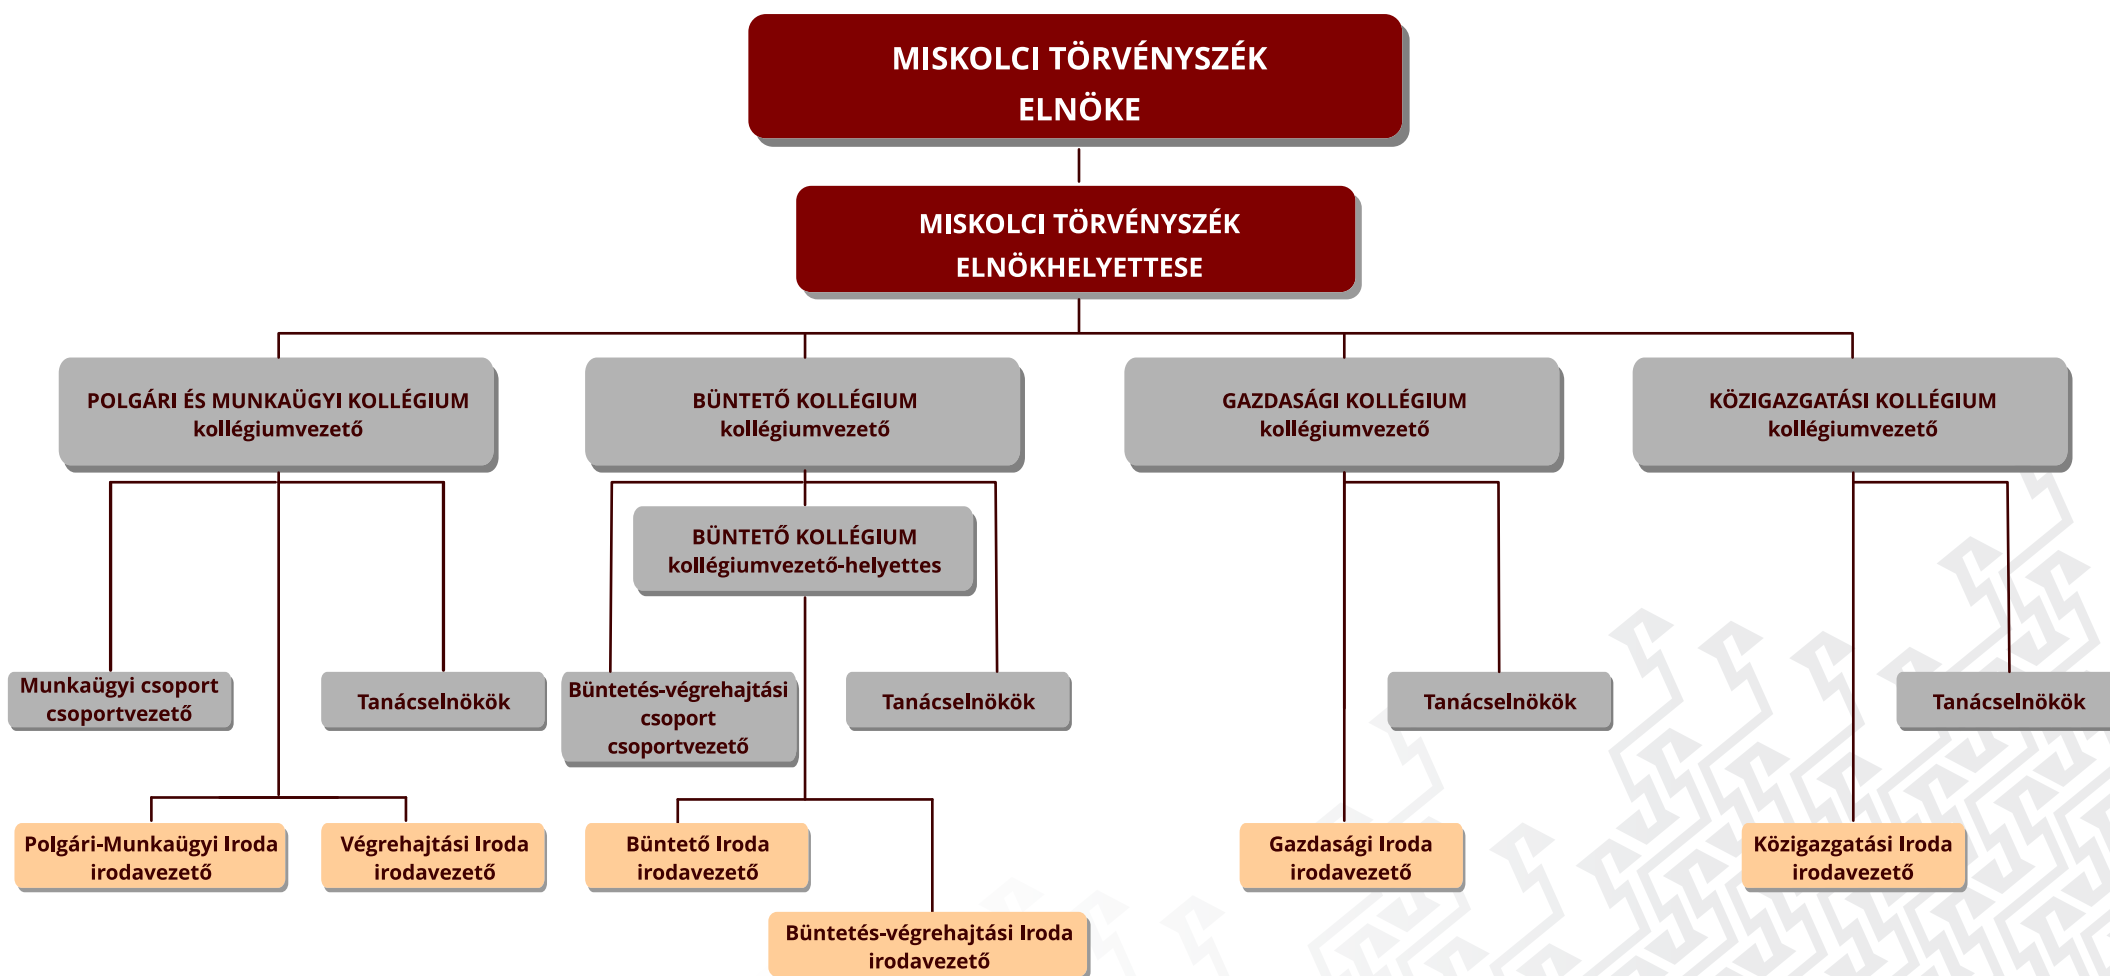 MISKOLCI TÖRVÉNYSZÉK
ELNÖKE
MISKOLCI TÖRVÉNYSZÉK
ELNÖKHELYETTESE
POLGÁRI ÉS MUNKAÜGYI KOLLÉGIUM
kollégiumvezető
BÜNTETŐ KOLLÉGIUM
kollégiumvezető
GAZDASÁGI KOLLÉGIUM
kollégiumvezető
KÖZIGAZGATÁSI KOLLÉGIUM
kollégiumvezető
BÜNTETŐ KOLLÉGIUM
kollégiumvezető-helyettes
Munkaügyi csoport
csoportvezető
Tanácselnökök
Büntetés-végrehajtási
csoport
csoportvezető
Tanácselnökök
Tanácselnökök
Tanácselnökök
Polgári-Munkaügyi Iroda
irodavezető
Végrehajtási Iroda
irodavezető
Büntető Iroda
irodavezető
Gazdasági Iroda
irodavezető
Közigazgatási Iroda
irodavezető
Büntetés-végrehajtási Iroda
irodavezető